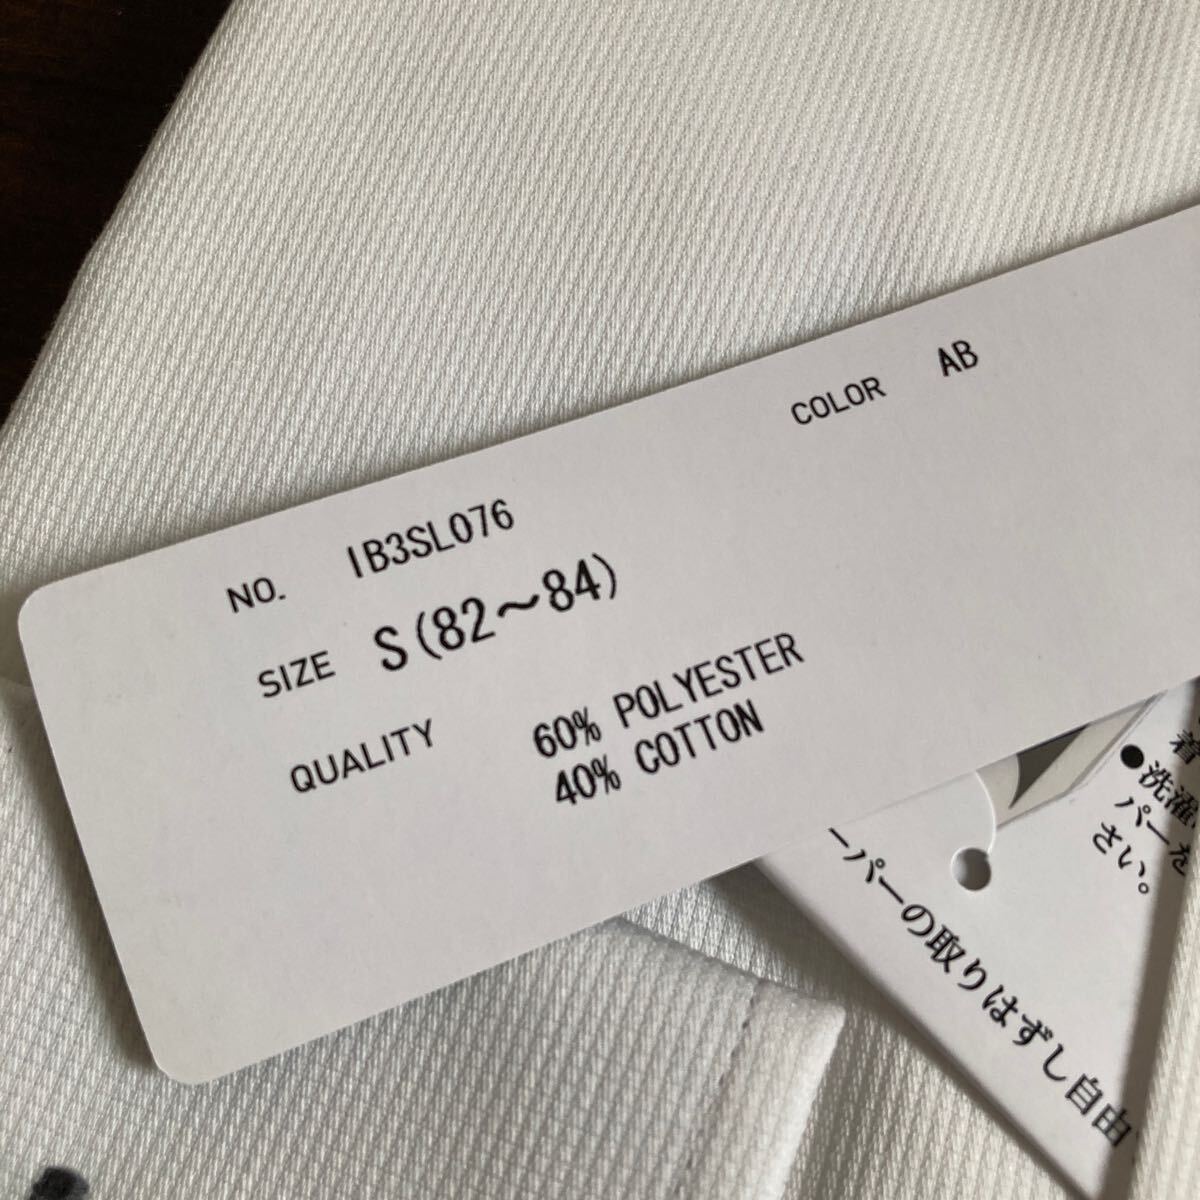 NO. IB3SL076
COLOR AB
SIZE S(82~84)
QUALITY 60% POLYESTER
40% COTTON
着
●洗濯
パーを
さい。
ーパーの取りはずし自由